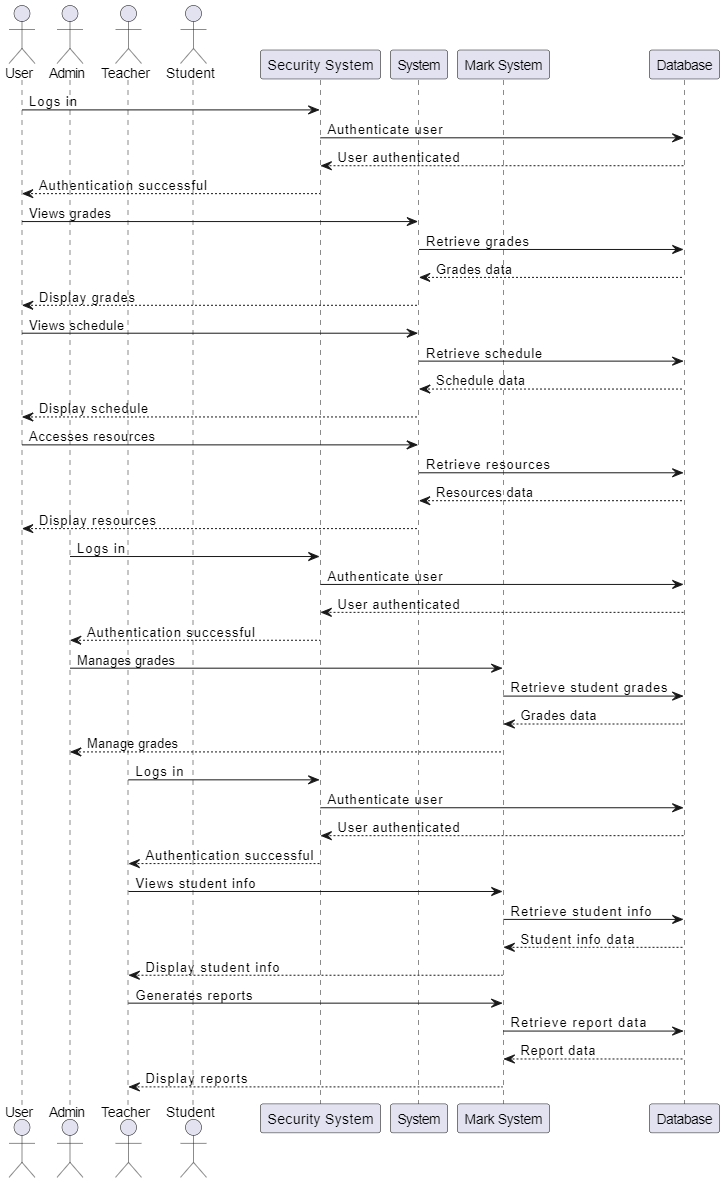 User Admin Teacher Student Security System System Mark System Database
Logs in
Authenticate user
User authenticated
Authentication successful
Views grades
Retrieve grades
Grades data
Display grades
Views schedule
Retrieve schedule
Schedule data
Display schedule
Accesses resources
Retrieve resources
Resources data
Display resources
Logs in
Authenticate user
User authenticated
Authentication successful
Manages grades
Retrieve student grades
Grades data
Manage grades
Logs in
Authenticate user
User authenticated
Authentication successful
Views student info
Retrieve student info
Student info data
Display student info
Generates reports
Retrieve report data
Report data
Display reports
User Admin Teacher Student Security System System Mark System Database